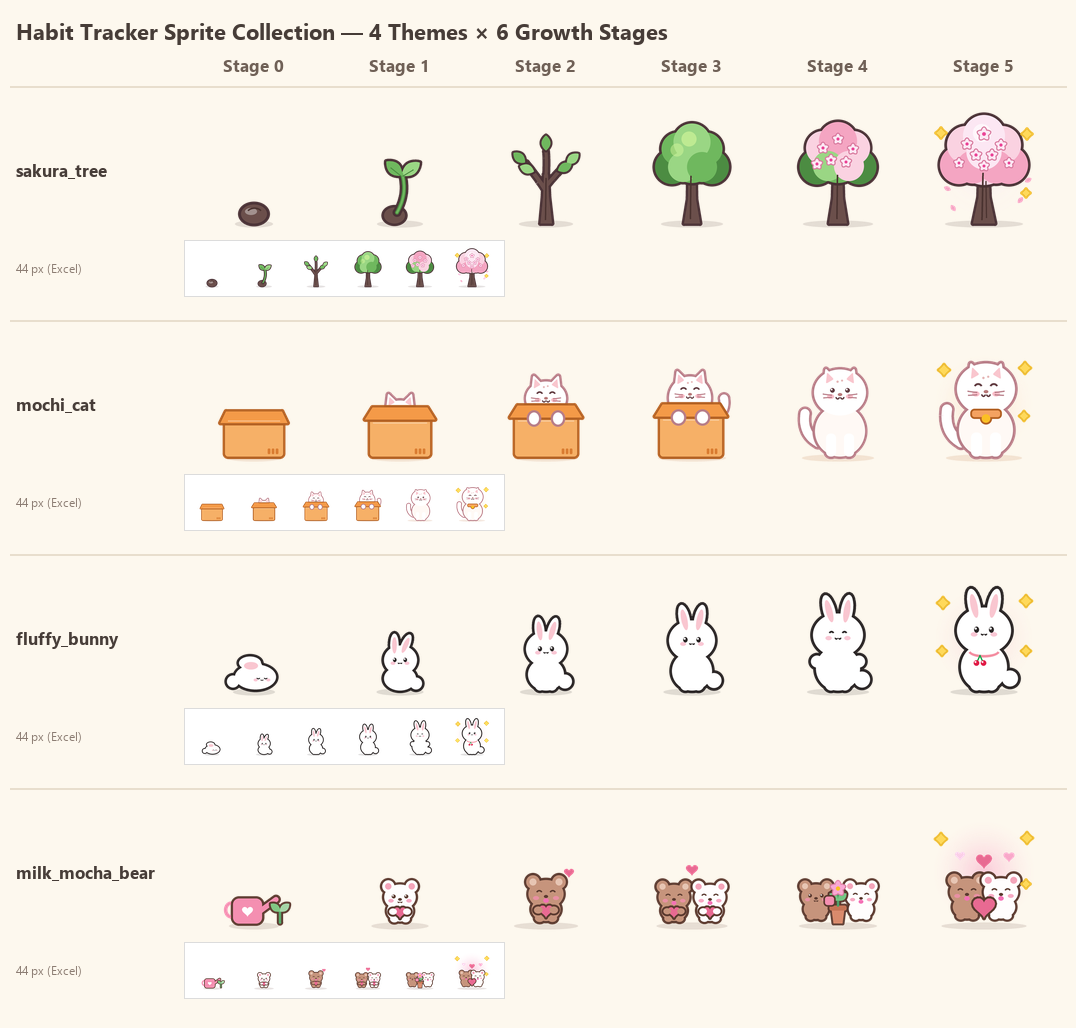 Habit Tracker Sprite Collection — 4 Themes × 6 Growth Stages
Stage 0 Stage 1 Stage 2 Stage 3 Stage 4 Stage 5
sakura_tree
44 px (Excel)
mochi_cat
44 px (Excel)
fluffy_bunny
44 px (Excel)
milk_mocha_bear
44 px (Excel)